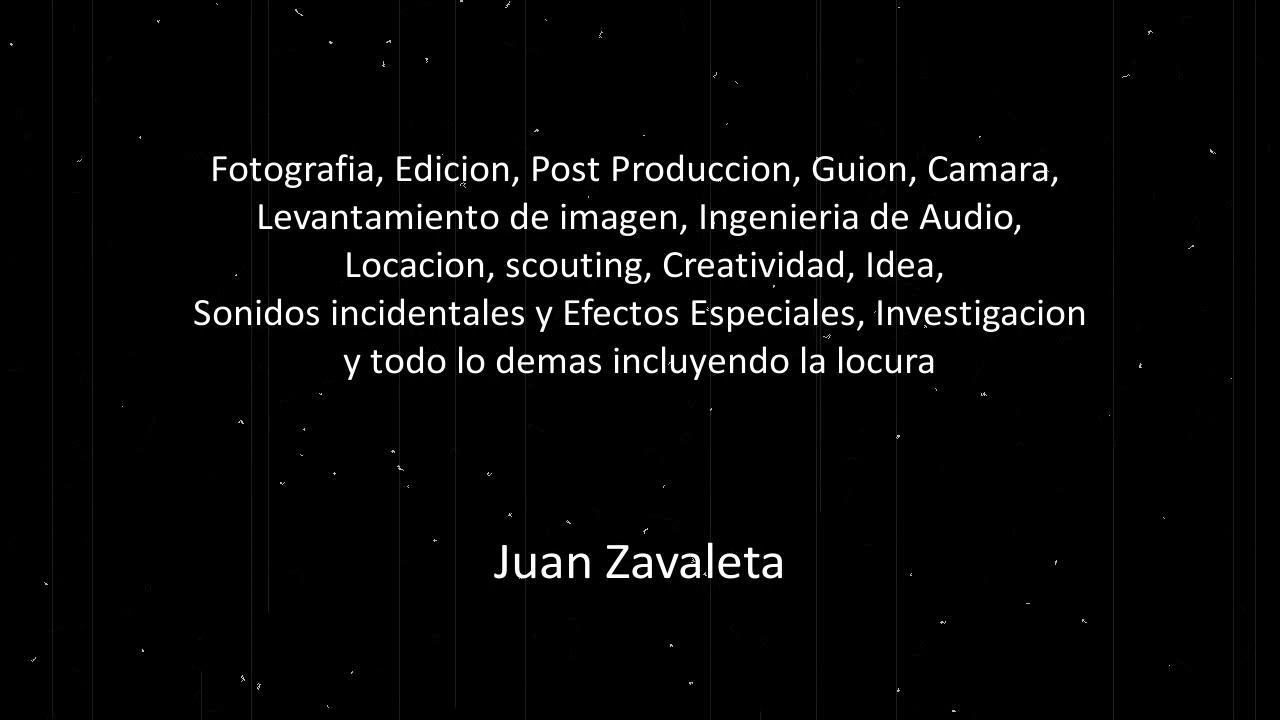 Fotografia, Edicion, Post Produccion, Guion, Camara,
Levantamiento de imagen, Ingenieria de Audio,
Locacion, scouting, Creatividad, Idea,
Sonidos incidentales y Efectos Especiales, Investigacion
y todo lo demas incluyendo la locura
Juan Zavaleta